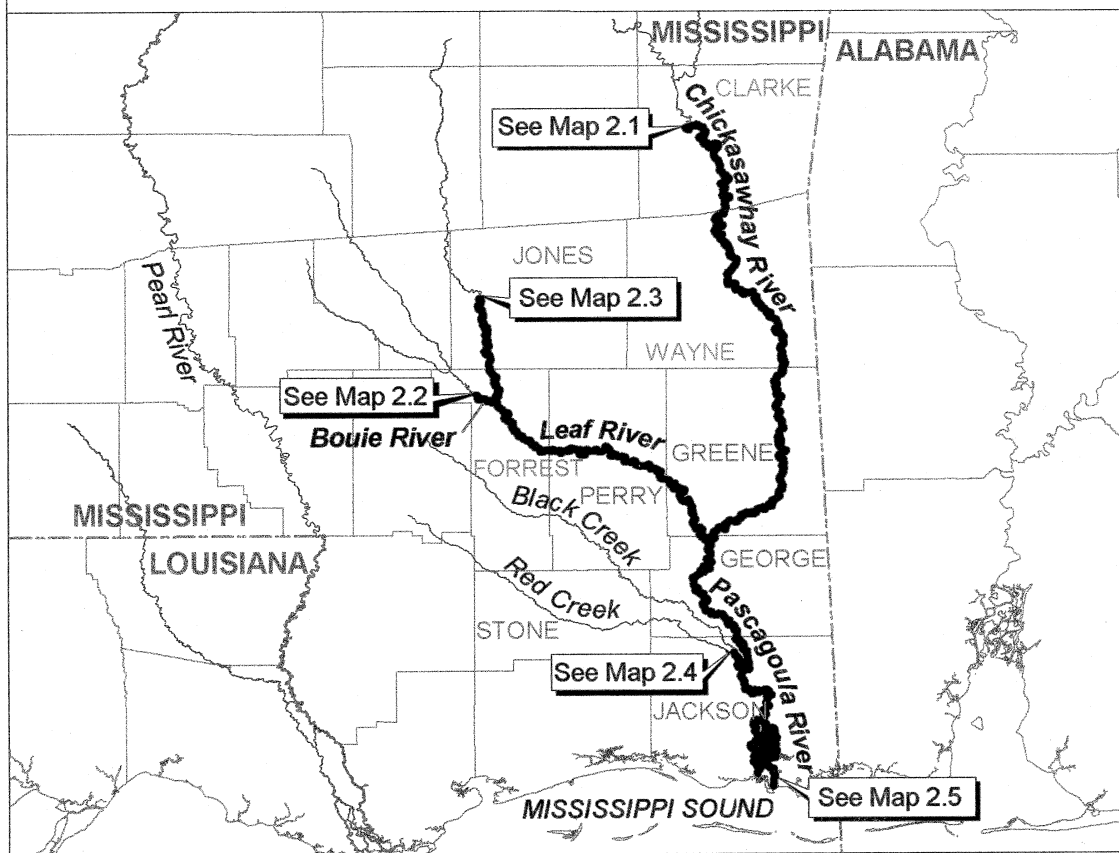 MISSISSIPPI
ALABAMA
CLARKE
Chickasawhay River
See Map 2.1
JONES
Pearl River
See Map 2.3
WAYNE
See Map 2.2
Bouie River
Leaf River
GREENE
FORREST
PERRY
Black Creek
MISSISSIPPI
LOUISIANA
GEORGE
Red Creek
Pascagoula River
STONE
See Map 2.4
JACKSON
See Map 2.5
MISSISSIPPI SOUND